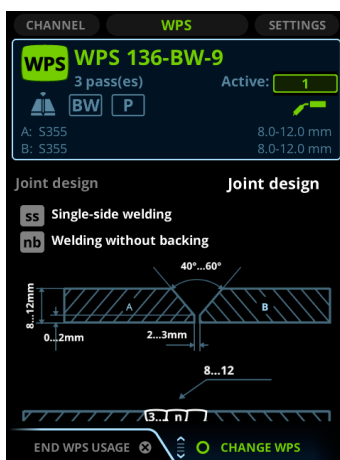 CHANNEL WPS SETTINGS
WPS WPS 136-BW-9
3 pass(es) Active: 1
BW P
A: S355 8.0-12.0 mm
B: S355 8.0-12.0 mm
Joint design Joint design
ss Single-side welding
nb Welding without backing
40°...60°
8...12mm
A B
0...2mm 2...3mm
8...12
3...1 n
END WPS USAGE CHANGE WPS